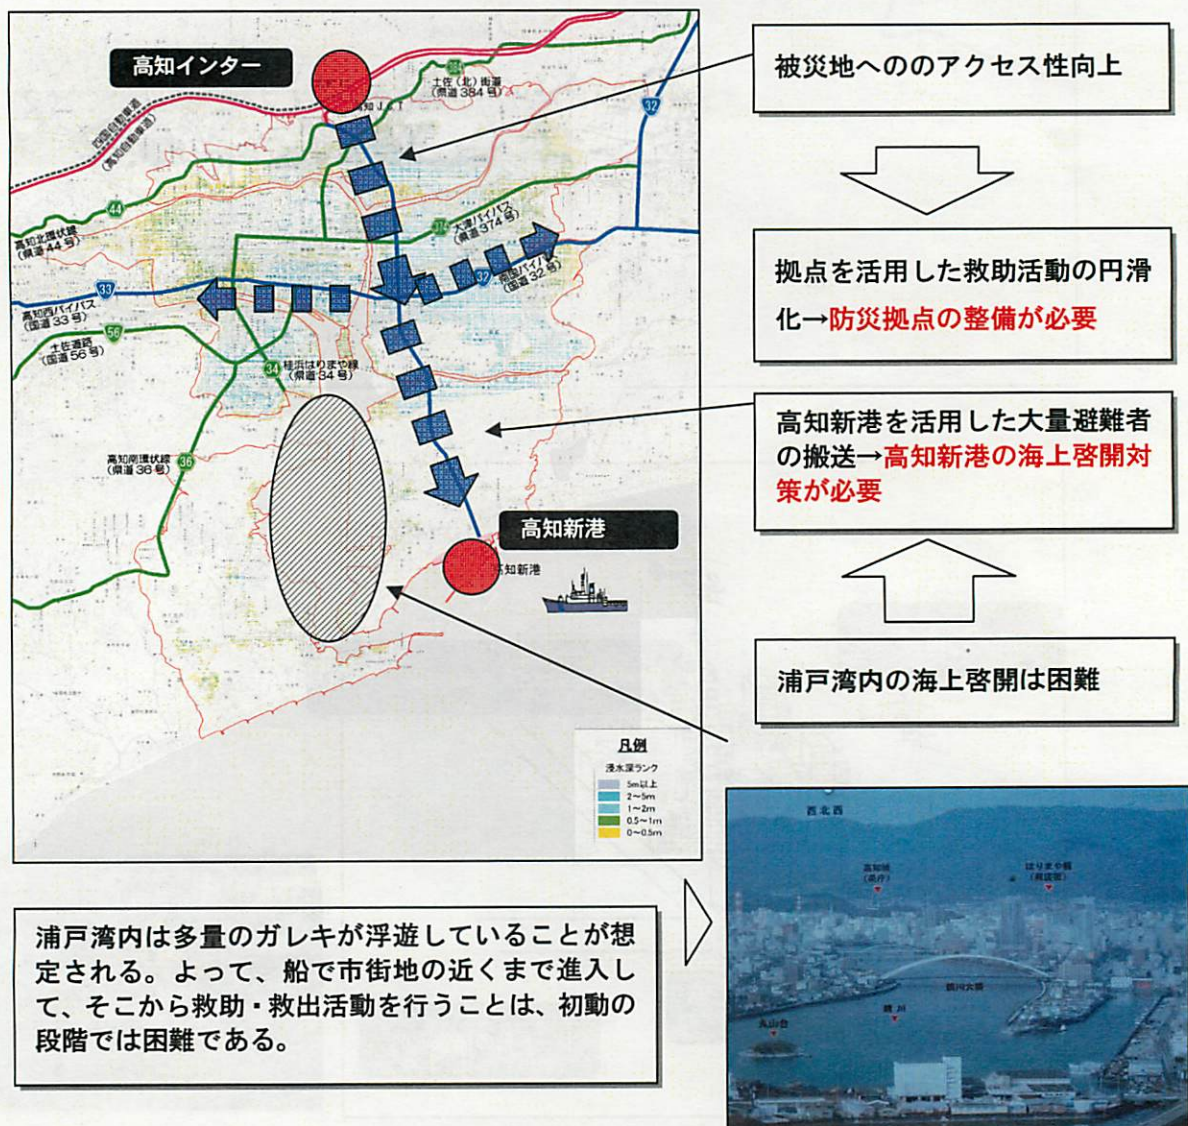 高知インター
土佐(北)街道
(県道384号)
384
四国自動車道
(高知自動車道)
32
44
高知北環状線
(県道44号)
374
大津バイパス
(県道374号)
32
南国バイパス
(国道32号)
33
高知西バイパス
(国道33号)
56
土佐道路
(国道56号)
34
桂浜はりまや線
(県道34号)
高知南環状線
(県道36号)
36
高知新港
高知新港
凡例
浸水深ランク
5m以上
2~5m
1~2m
0.5~1m
0~0.5m
被災地へののアクセス性向上
拠点を活用した救助活動の円滑
化→防災拠点の整備が必要
高知新港を活用した大量避難者
の搬送→高知新港の海上啓開対
策が必要
浦戸湾内の海上啓開は困難
浦戸湾内は多量のガレキが浮遊していることが想
定される。よって、船で市街地の近くまで進入し
て、そこから救助・救出活動を行うことは、初動の
段階では困難である。
西北西
高知城
(県庁)
はりまや橋
鏡川大橋
鏡川
丸山台